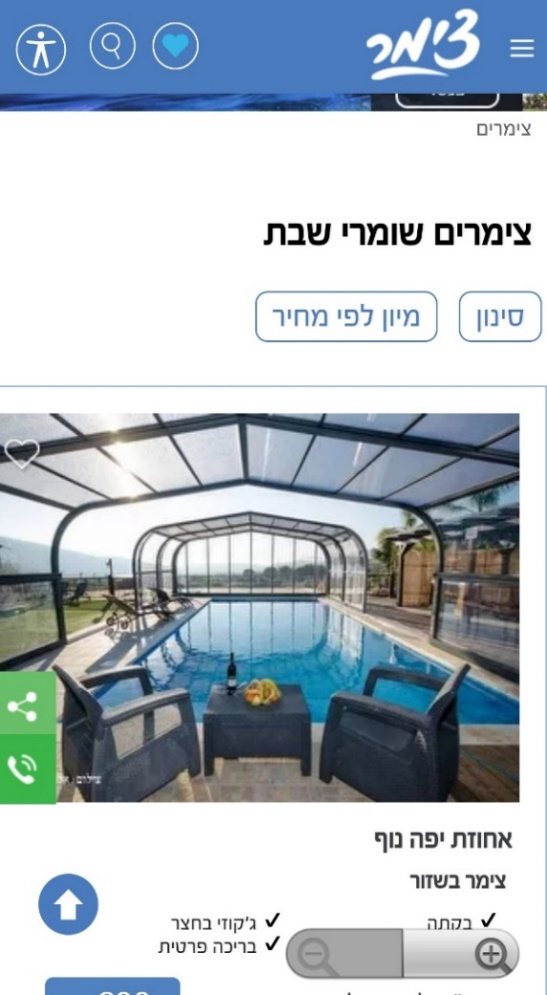 צימר
צימרים
צימרים שומרי שבת
סינון
מיון לפי מחיר
אחוזת יפה נוף
צימר בשזור
✓ בקתה
✓ ג'קוזי בחצר
✓ בריכה פרטית